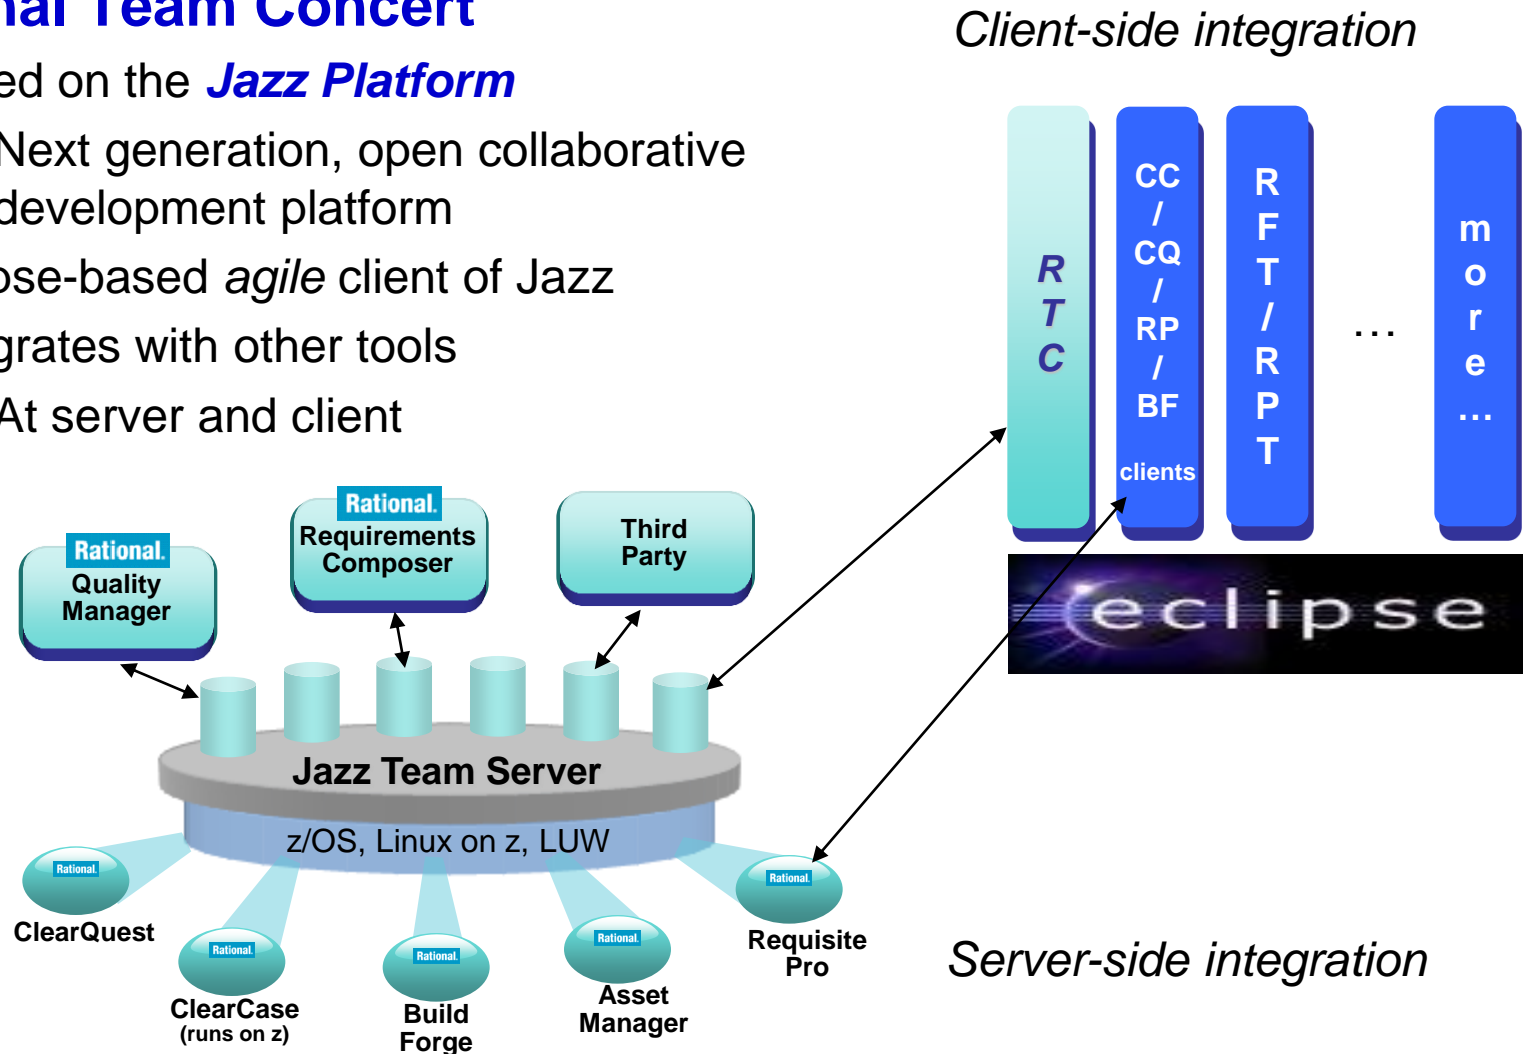 nal Team Concert
ed on the Jazz Platform
Next generation, open collaborative
development platform
ose-based agile client of Jazz
grates with other tools
At server and client
Client-side integration
R
T
C
CC
/
CQ
/
RP
/
BF
clients
R
F
T
/
R
P
T
...
m
o
r
e
...
eclipse
Rational.
Quality
Manager
Rational.
Requirements
Composer
Third
Party
Jazz Team Server
z/OS, Linux on z, LUW
Rational.
ClearQuest
Rational.
ClearCase
(runs on z)
Rational.
Build
Forge
Rational.
Asset
Manager
Rational.
Requisite
Pro
Server-side integration